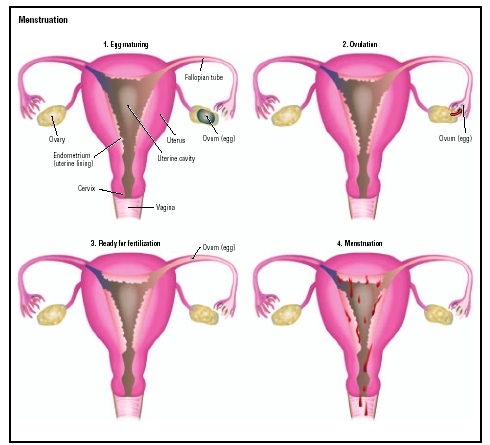 Menstruation
1. Egg maturing
Fallopian tube
Ovary
Ovum (egg)
Uterus
Endometrium
(uterine lining)
Uterine cavity
Cervix
Vagina
2. Ovulation
Ovum (egg)
3. Ready for fertilization
Ovum (egg)
4. Menstruation